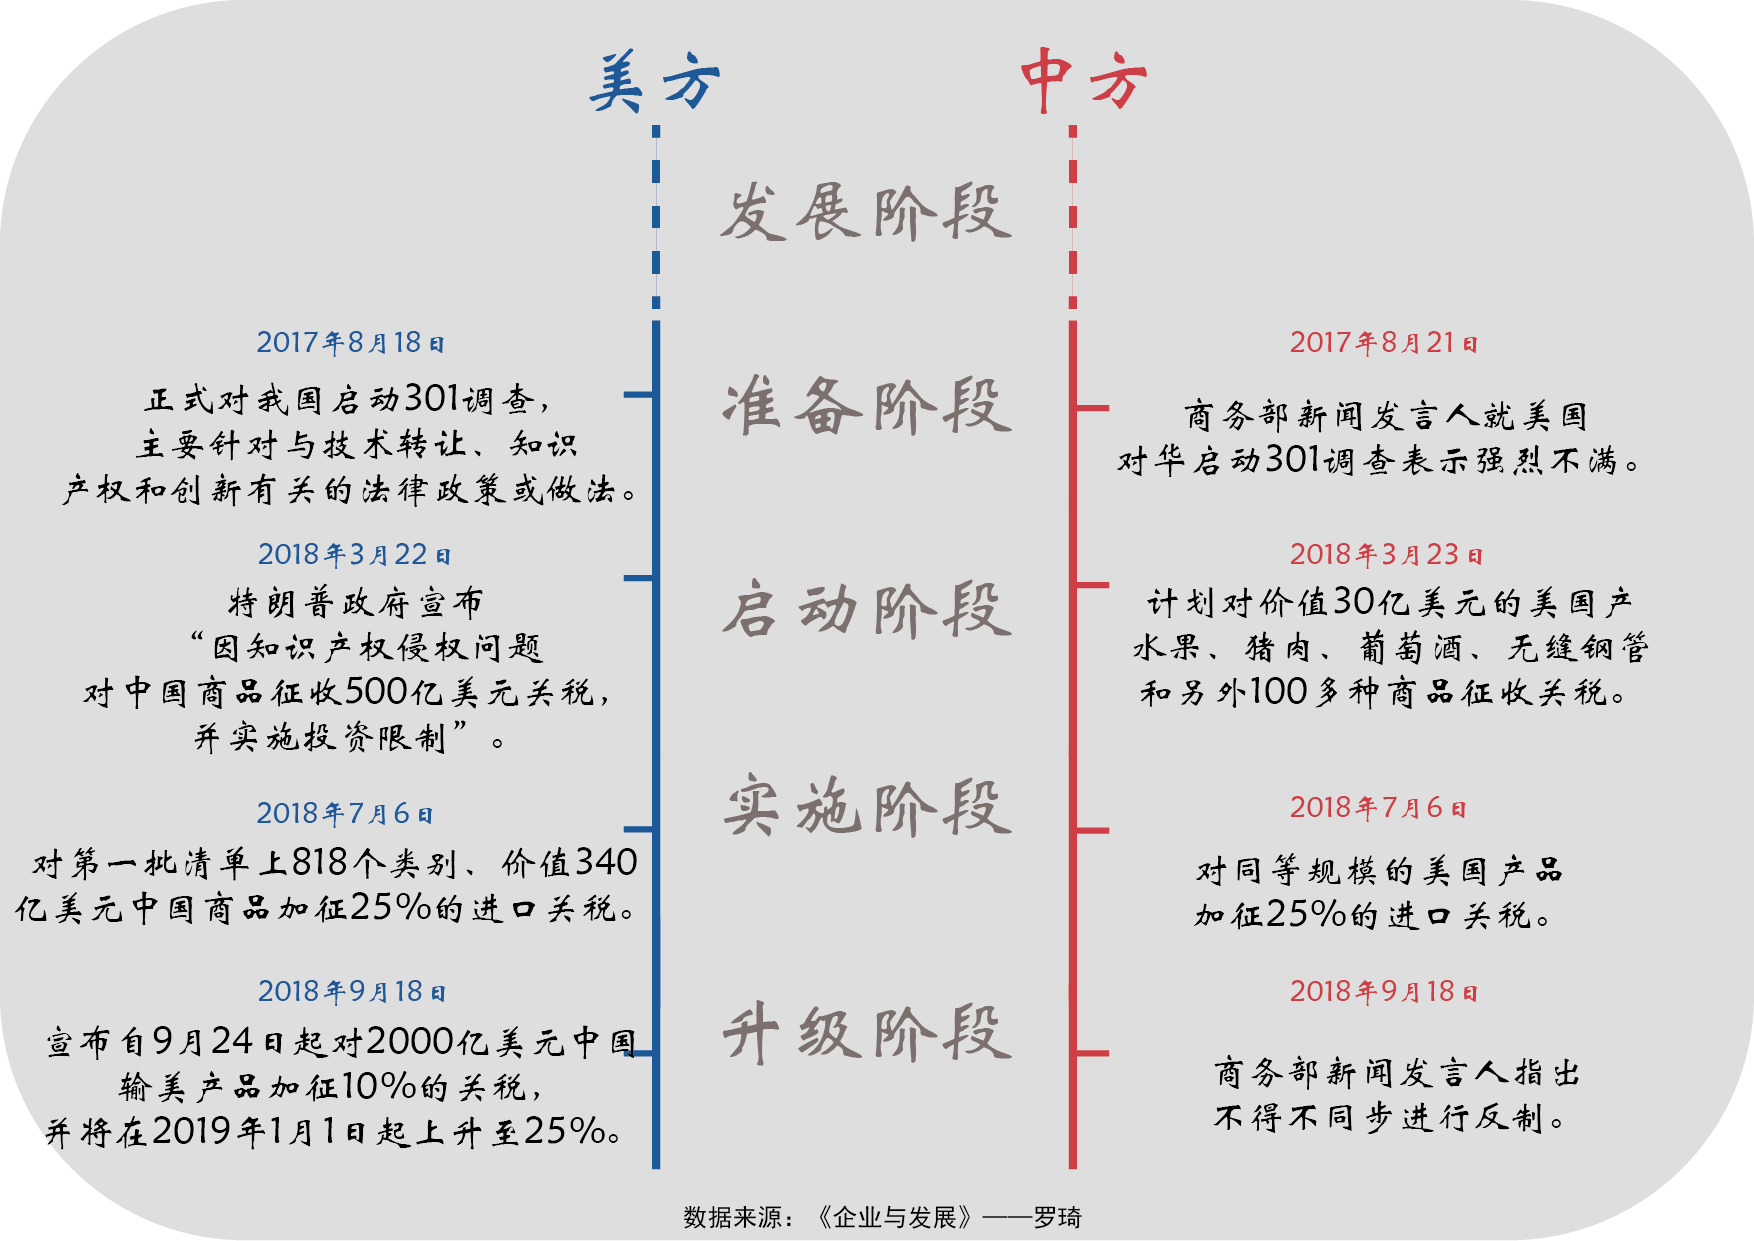 美方
中方
发展阶段
2017年8月18日
正式对我国启动301调查，
主要针对与技术转让、知识
产权和创新有关的法律政策或做法。
准备阶段
2017年8月21日
商务部新闻发言人就美国
对华启动301调查表示强烈不满。
2018年3月22日
特朗普政府宣布
“因知识产权侵权问题
对中国商品征收500亿美元关税，
并实施投资限制”。
启动阶段
2018年3月23日
计划对价值30亿美元的美国产
水果、猪肉、葡萄酒、无缝钢管
和另外100多种商品征收关税。
2018年7月6日
对第一批清单上818个类别、价值340
亿美元中国商品加征25%的进口关税。
实施阶段
2018年7月6日
对同等规模的美国产品
加征25%的进口关税。
2018年9月18日
宣布自9月24日起对2000亿美元中国
输美产品加征10%的关税，
并将在2019年1月1日起上升至25%。
升级阶段
2018年9月18日
商务部新闻发言人指出
不得不同步进行反制。
数据来源：《企业与发展》——罗琦